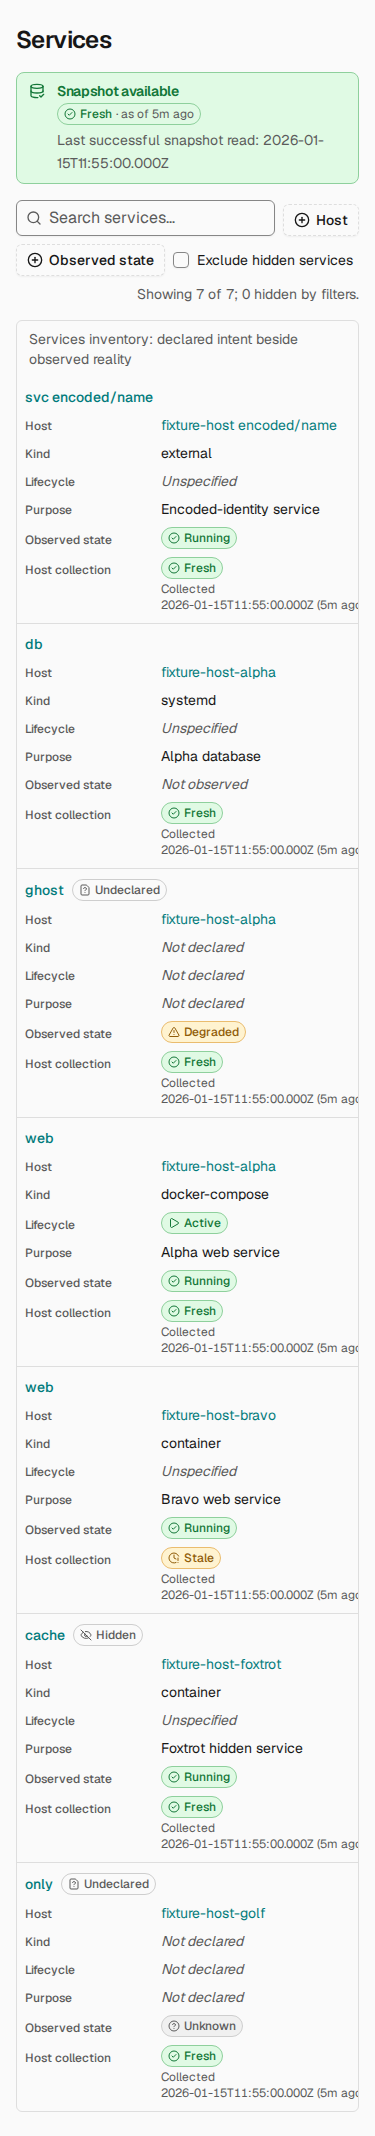 Services
Snapshot available
Fresh · as of 5m ago
Last successful snapshot read: 2026-01-
15T11:55:00.000Z
Search services...
Host
Observed state
Exclude hidden services
Showing 7 of 7; 0 hidden by filters.
Services inventory: declared intent beside
observed reality
svc encoded/name
Host fixture-host encoded/name
Kind external
Lifecycle Unspecified
Purpose Encoded-identity service
Observed state Running
Host collection Fresh
Collected
2026-01-15T11:55:00.000Z (5m ago
db
Host fixture-host-alpha
Kind systemd
Lifecycle Unspecified
Purpose Alpha database
Observed state Not observed
Host collection Fresh
Collected
2026-01-15T11:55:00.000Z (5m ago
ghost Undeclared
Host fixture-host-alpha
Kind Not declared
Lifecycle Not declared
Purpose Not declared
Observed state Degraded
Host collection Fresh
Collected
2026-01-15T11:55:00.000Z (5m ago
web
Host fixture-host-alpha
Kind docker-compose
Lifecycle Active
Purpose Alpha web service
Observed state Running
Host collection Fresh
Collected
2026-01-15T11:55:00.000Z (5m ago
web
Host fixture-host-bravo
Kind container
Lifecycle Unspecified
Purpose Bravo web service
Observed state Running
Host collection Stale
Collected
2026-01-15T11:55:00.000Z (5m ago
cache Hidden
Host fixture-host-foxtrot
Kind container
Lifecycle Unspecified
Purpose Foxtrot hidden service
Observed state Running
Host collection Fresh
Collected
2026-01-15T11:55:00.000Z (5m ago
only Undeclared
Host fixture-host-golf
Kind Not declared
Lifecycle Not declared
Purpose Not declared
Observed state Unknown
Host collection Fresh
Collected
2026-01-15T11:55:00.000Z (5m ago